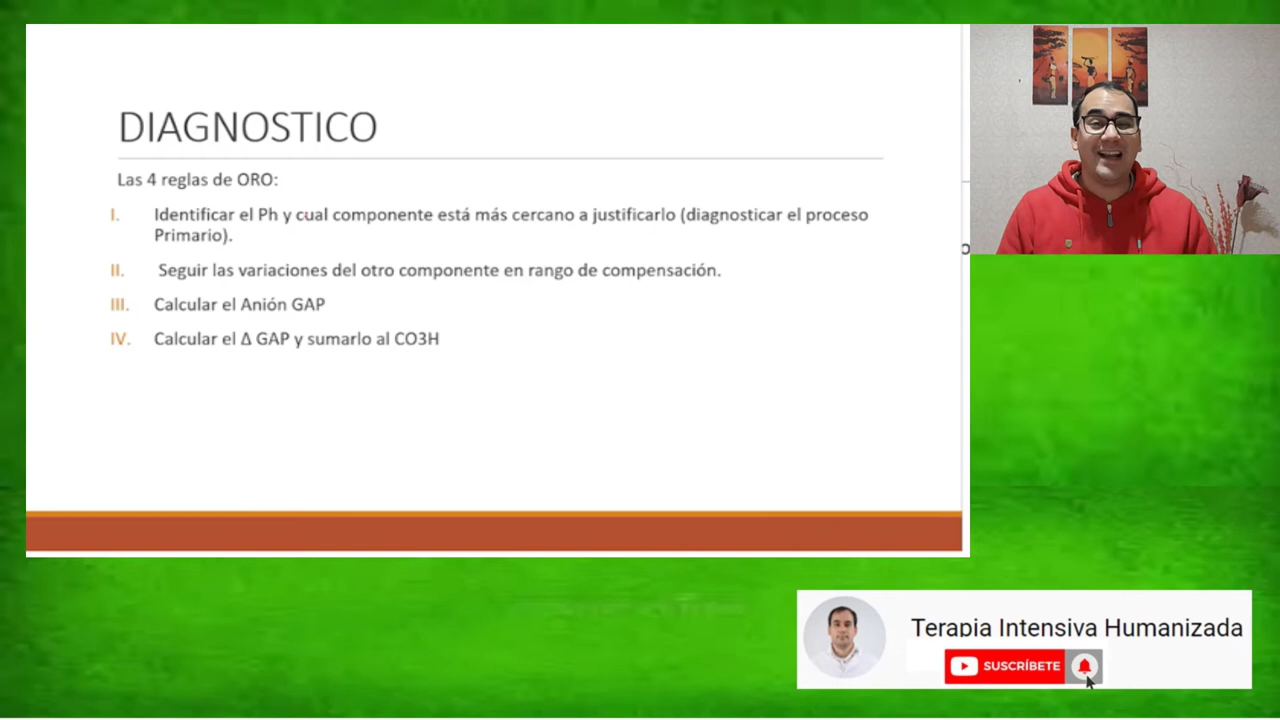 DIAGNOSTICO
Las 4 reglas de ORO:
I. Identificar el Ph y cual componente está más cercano a justificarlo (diagnosticar el proceso
Primario).
II. Seguir las variaciones del otro componente en rango de compensación.
III. Calcular el Anión GAP
IV. Calcular el Δ GAP y sumarlo al CO3H
Terapia Intensiva Humanizada
SUSCRÍBETE